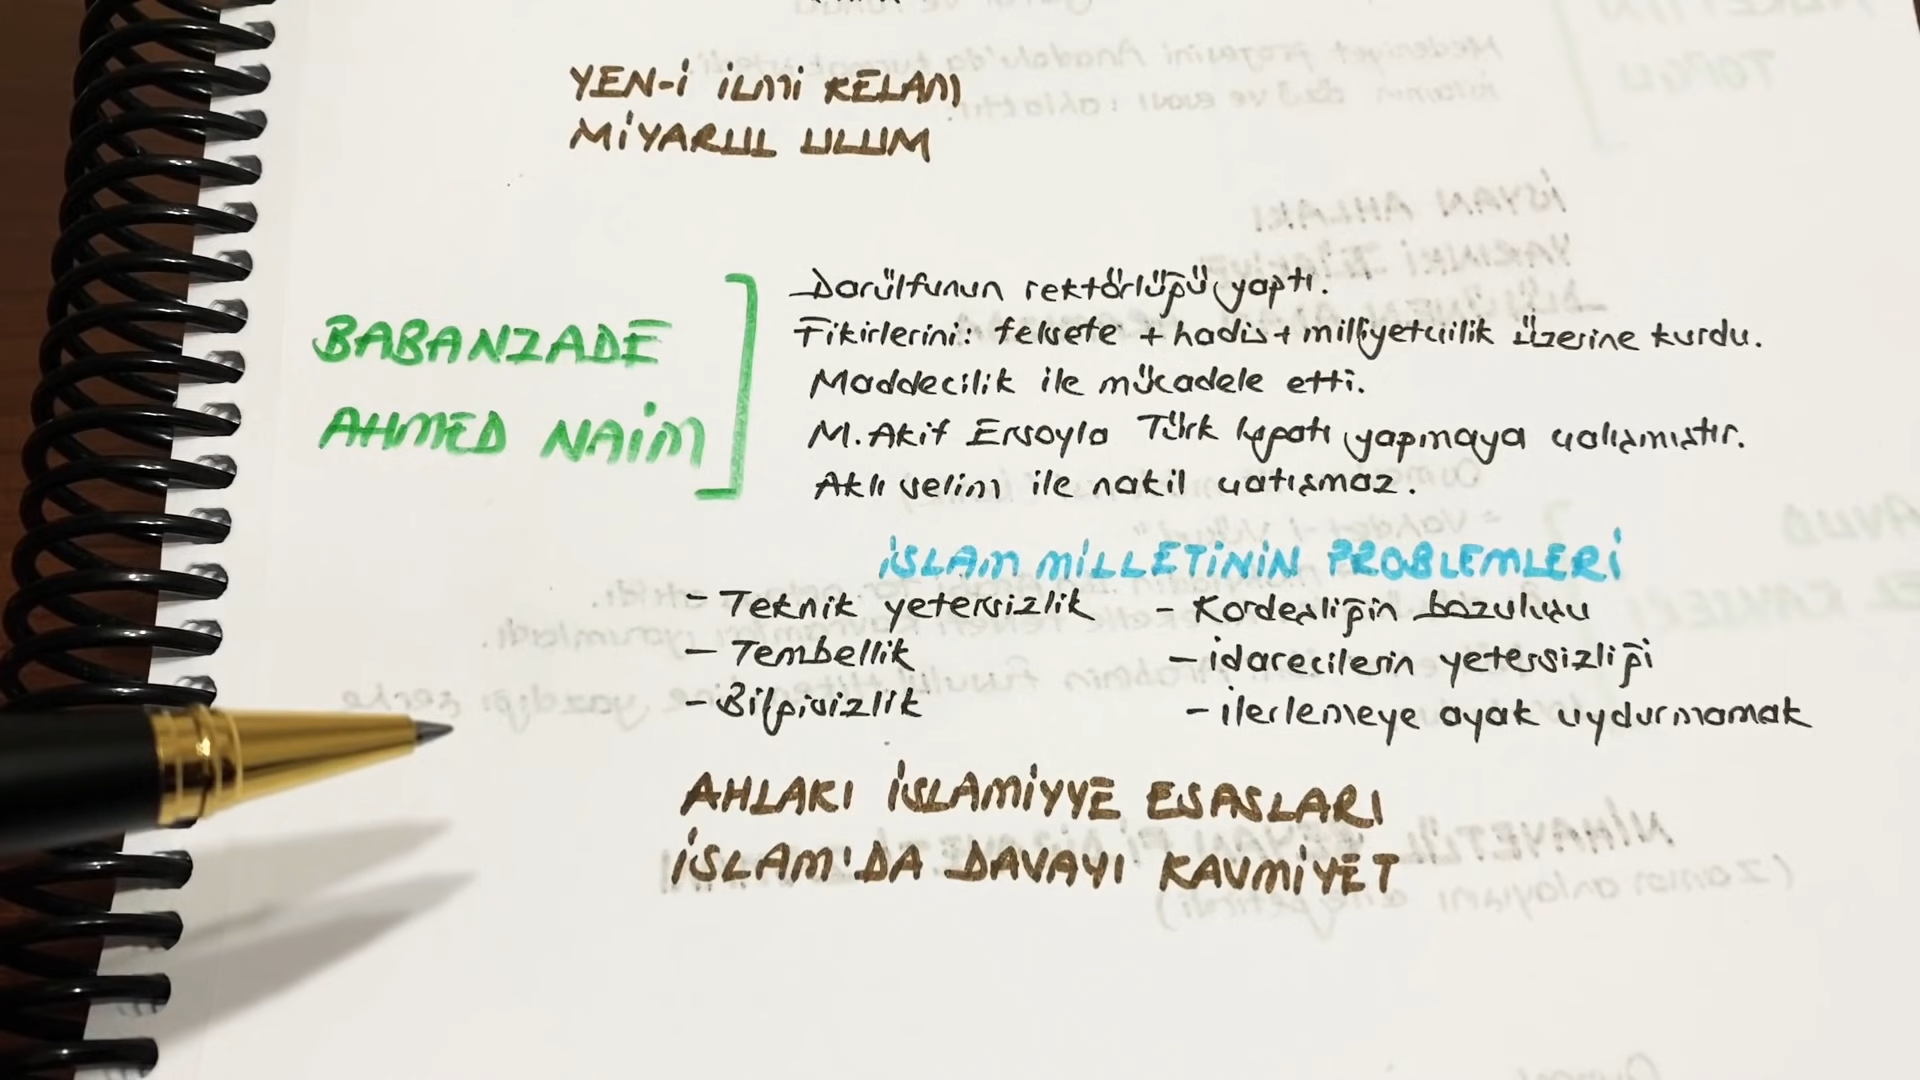 YEN-İ İLMİ KELAM
MİYARUL ULUM
BABANZADE
AHMED NAİM
Darülfunun rektörlüğü yaptı.
Fikirlerini: felsefe + hadis + milliyetçilik üzerine kurdu.
Maddecilik ile mücadele etti.
M. Akif Ersoyla Türk yapmaya çalışmıştır.
Aklı selim ile nakil çatışmaz.
İSLAM MİLLETİNİN PROBLEMLERİ
- Teknik yetersizlik - Kardeşliğin bozuluşu
- Tembellik - idarecilerin yetersizliği
- Bilgisizlik - ilerlemeye ayak uydurmamak
AHLAKI İSLAMİYYE ESASLARI
İSLAM'DA DAVAYI KAVMİYET